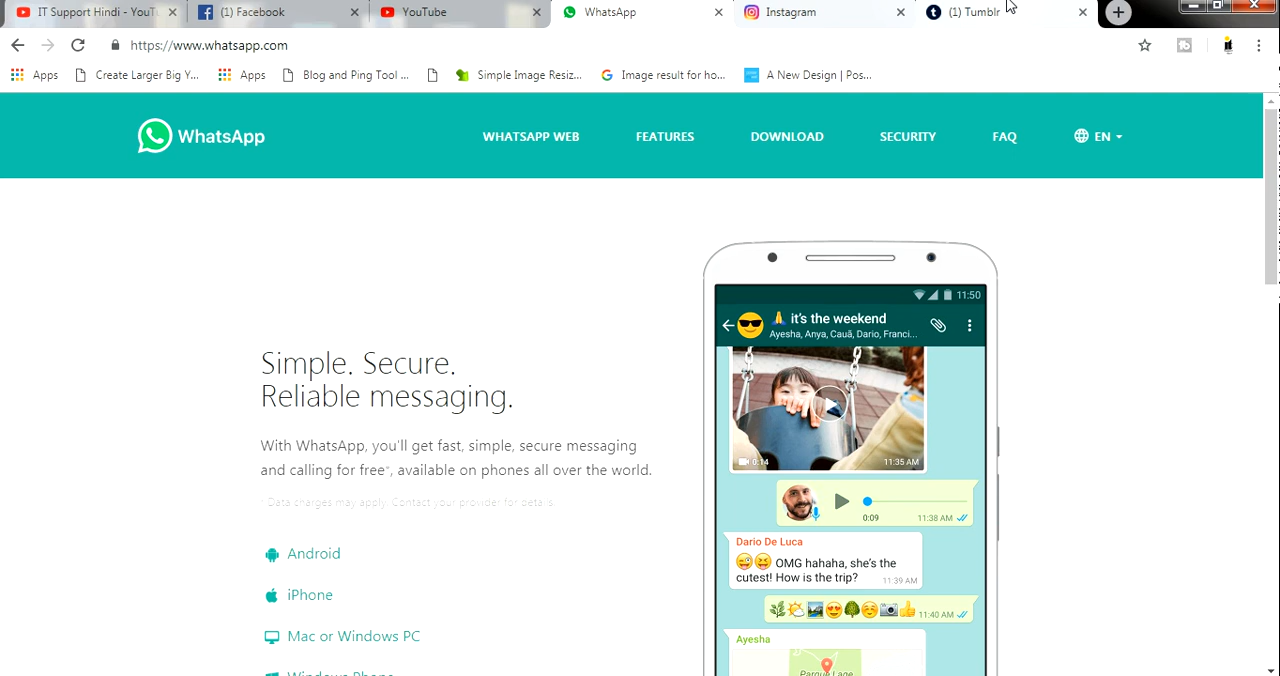 IT Support Hindi - YouT
(1) Facebook
YouTube
WhatsApp
Instagram
(1) Tumblr
https://www.whatsapp.com
Apps
Create Larger Big Y...
Apps
Blog and Ping Tool ...
Simple Image Resiz...
Image result for ho...
A New Design | Pos...
WhatsApp
WHATSAPP WEB
FEATURES
DOWNLOAD
SECURITY
FAQ
EN
Simple. Secure.
Reliable messaging.
With WhatsApp, you'll get fast, simple, secure messaging
and calling for free*, available on phones all over the world.
* Data charges may apply. Contact your provider for details.
Android
iPhone
Mac or Windows PC
Windows Phone
11:50
it's the weekend
Ayesha, Anya, Cauã, Dario, Franci...
0:14
11:35 AM
0:09
11:38 AM
Dario De Luca
OMG hahaha, she's the
cutest! How is the trip?
11:39 AM
11:40 AM
Ayesha
Parque Lage